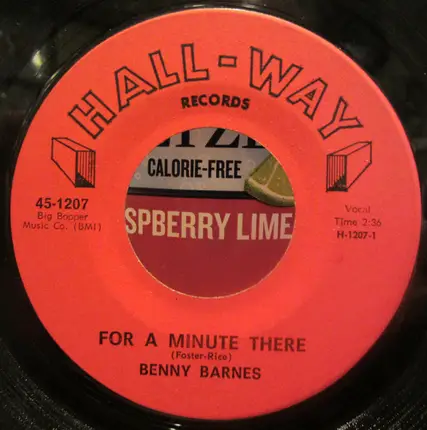 HALL-WAY
RECORDS
CALORIE-FREE
SPBERRY LIME
45-1207
Big Bopper
Music Co. (BMI)
Vocal
Time 2:36
H-1207-1
FOR A MINUTE THERE
(Foster-Rice)
BENNY BARNES